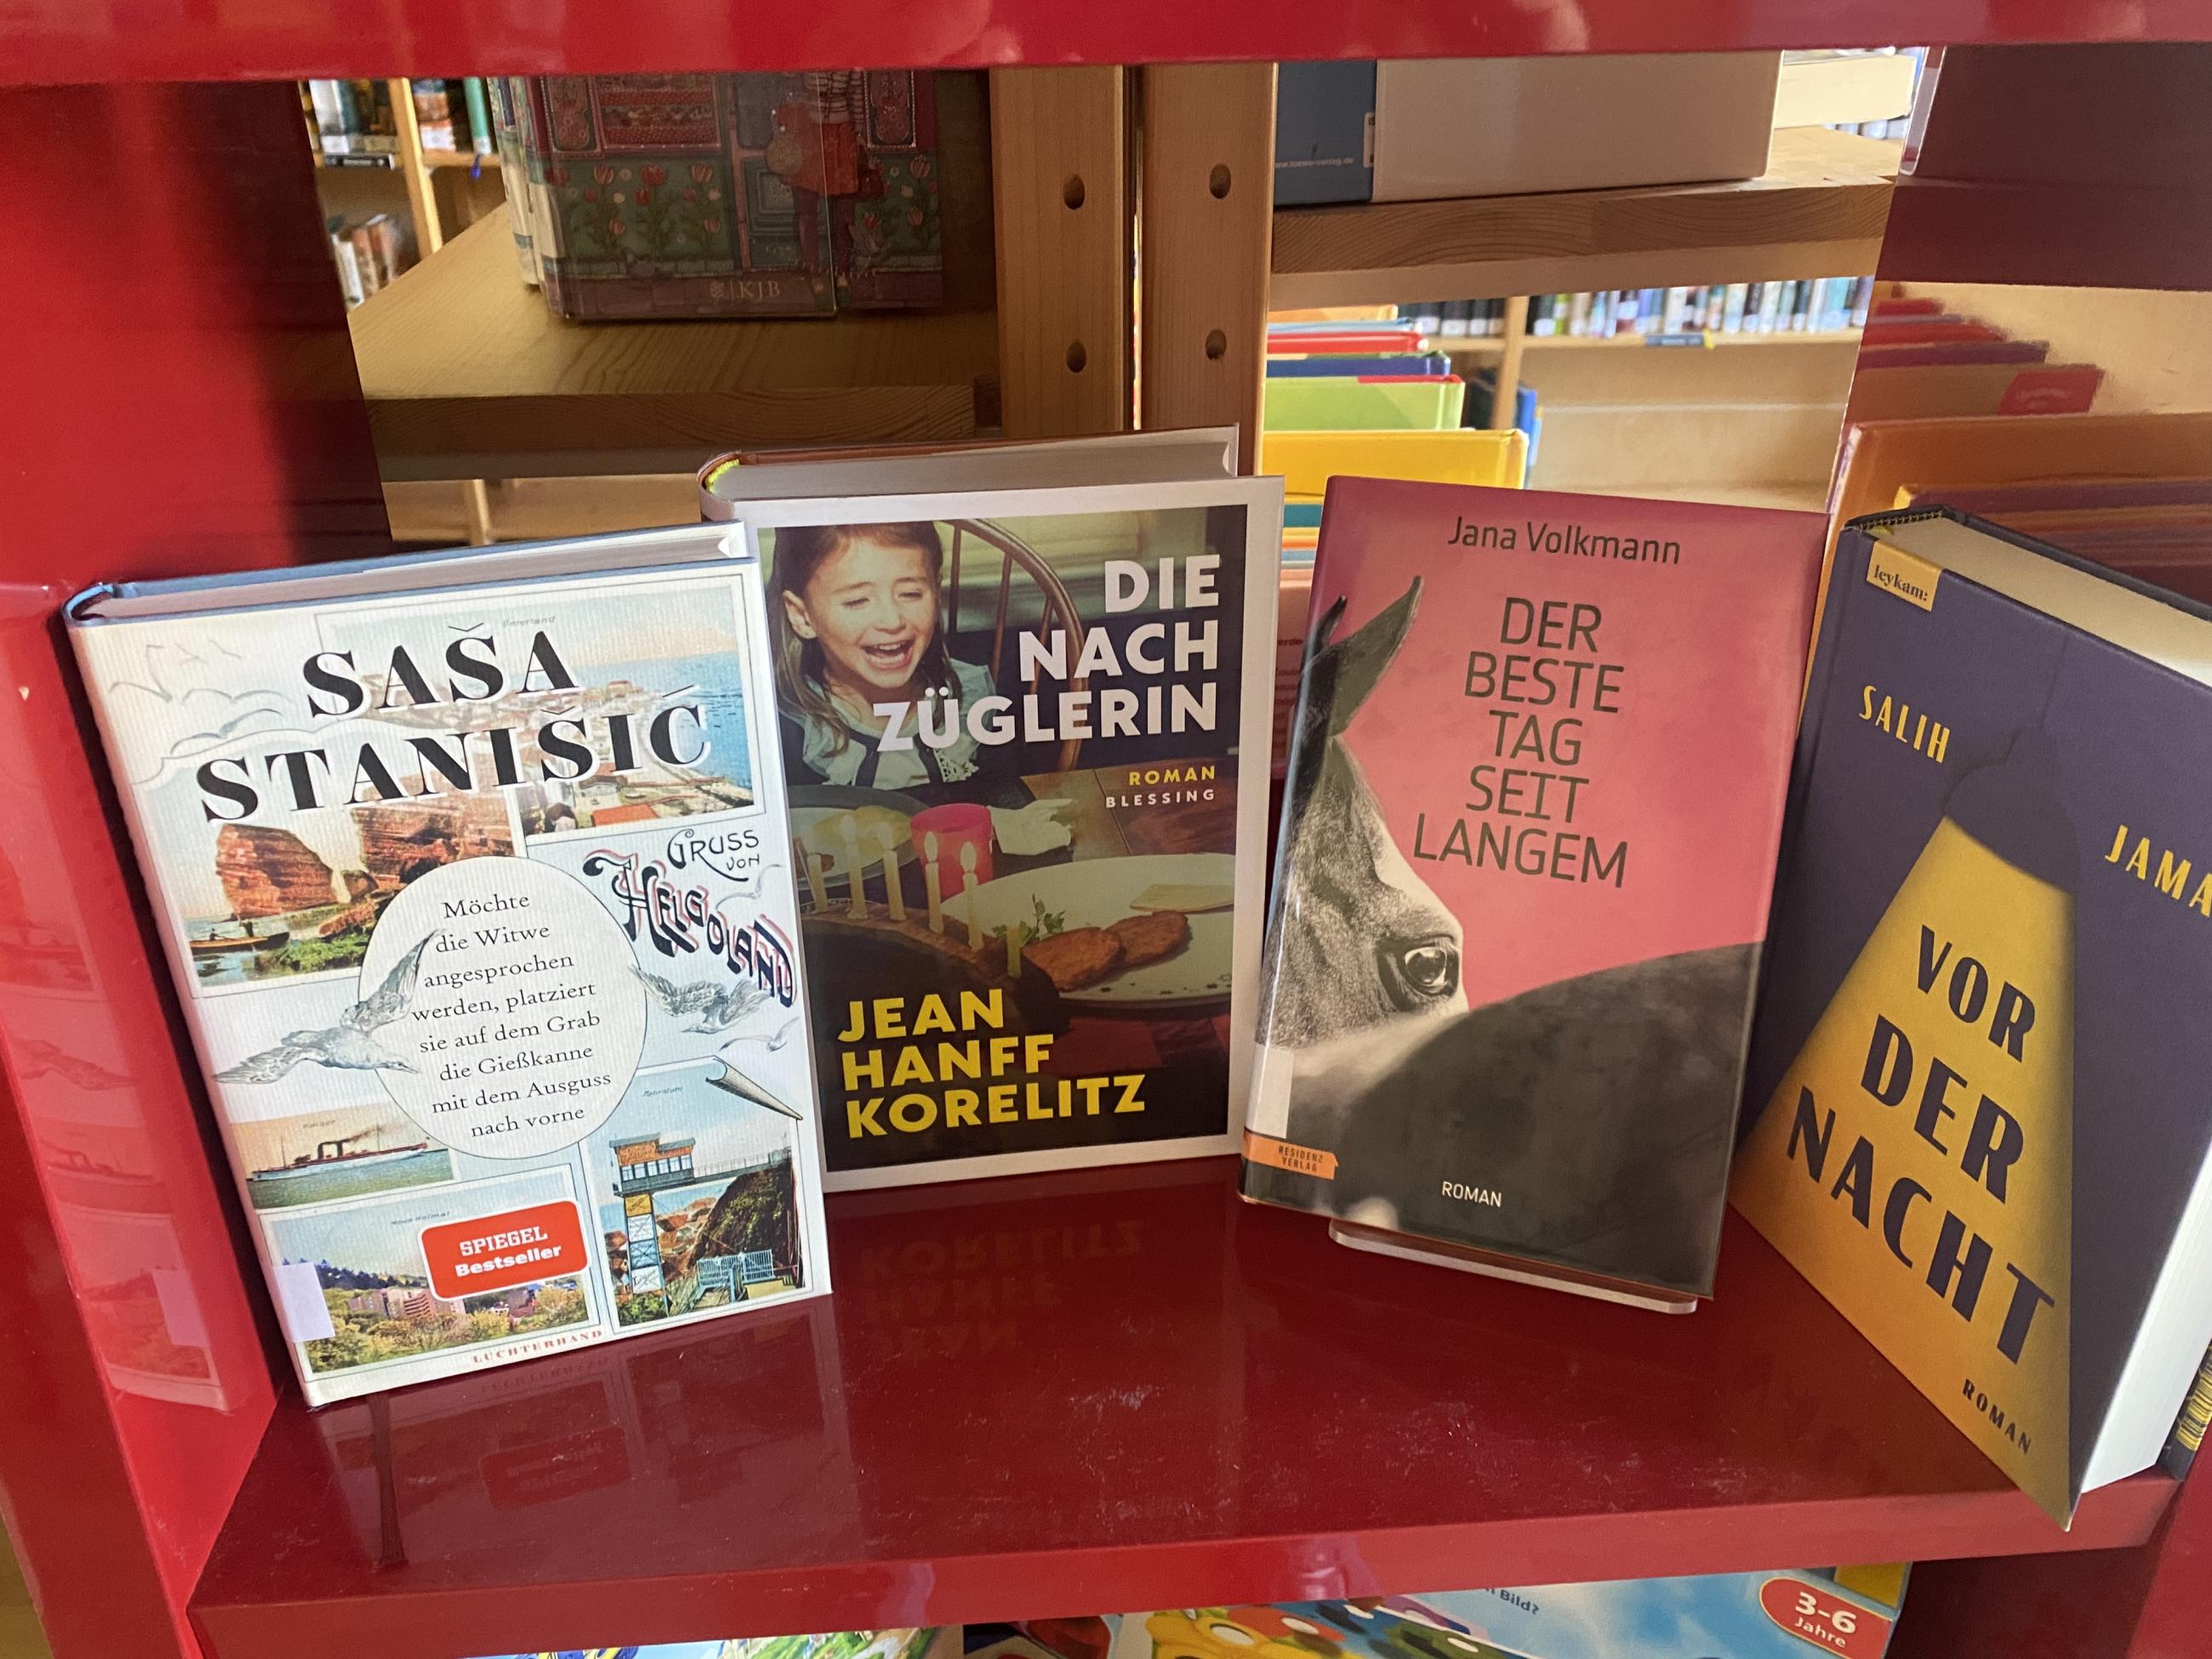 KJB
SAŠA
STANIŠIĆ
GRUSS
VON
HELGOLAND
Möchte
die Witwe
angesprochen
werden, platziert
sie auf dem Grab
die Gießkanne
mit dem Ausguss
nach vorne
SPIEGEL
Bestseller
LUCHTERHAND
DIE
NACH
ZÜGLERIN
ROMAN
BLESSING
JEAN
HANFF
KORELITZ
Jana Volkmann
DER
BESTE
TAG
SEIT
LANGEM
RESIDENZ
VERLAG
ROMAN
leykam:
SALIH
JAMA
VOR
DER
NACHT
ROMAN
Bild?
3-6
Jahre